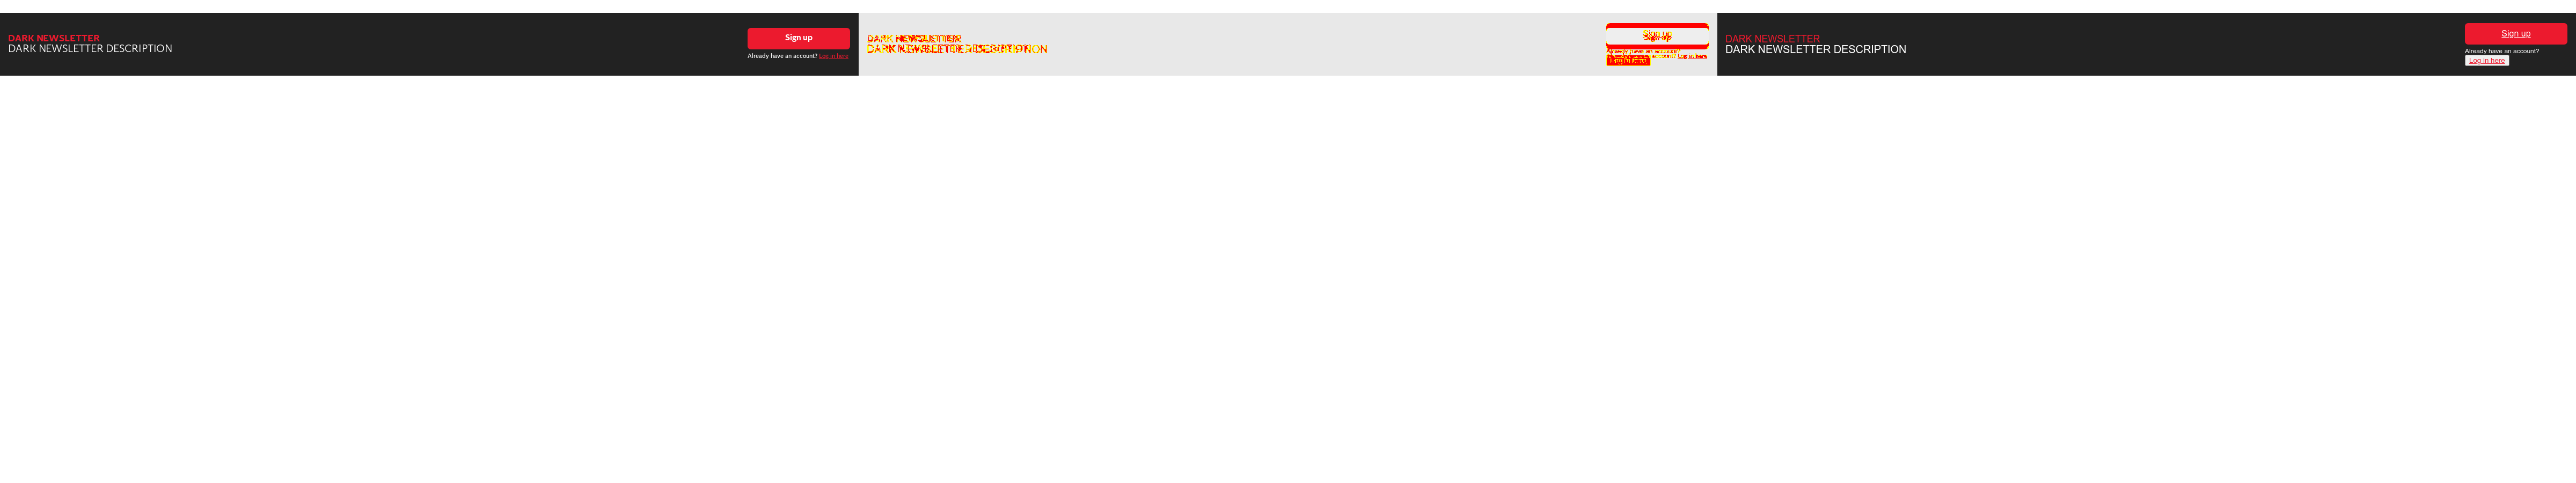 DARK NEWSLETTER
DARK NEWSLETTER DESCRIPTION
Sign up
Already have an account? Log in here
DARK NEWSLETTER
DARK NEWSLETTER DESCRIPTION
Sign up
DARK NEWSLETTER
DARK NEWSLETTER DESCRIPTION
Sign up
Already have an account?
Log in here